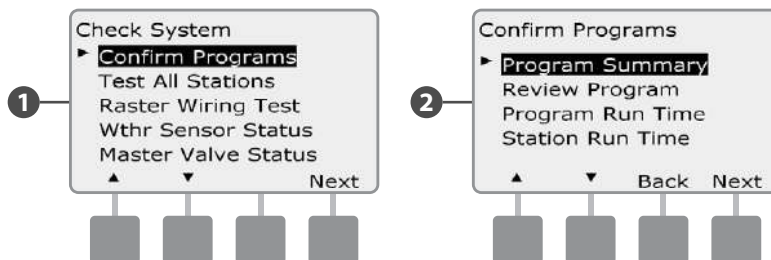 1
Check System
Confirm Programs
Test All Stations
Raster Wiring Test
Wthr Sensor Status
Master Valve Status
Next
2
Confirm Programs
Program Summary
Review Program
Program Run Time
Station Run Time
Back Next